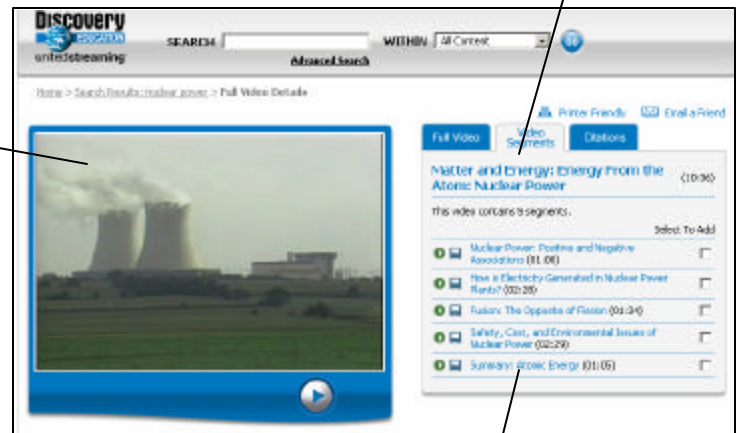 Discovery
EDUCATION
unitedstreaming
SEARCH
WITHIN All Content
Advanced Search
Home > Search Results: nuclear power > Full Video Details
Printer Friendly Email a Friend
Full Video
Video Segments
Citations
Matter and Energy: Energy From the
Atom: Nuclear Power
(10:36)
This video contains 5 segments.
Select To Add
Nuclear Power: Positive and Negative
Associations
How is Electricity Generated in Nuclear Power
Plants? (02:28)
Fusion: The Opposite of Fission (01:34)
Safety, Cost, and Environmental Issues of
Nuclear Power (02:29)
Summary: Atomic Energy (01:05)